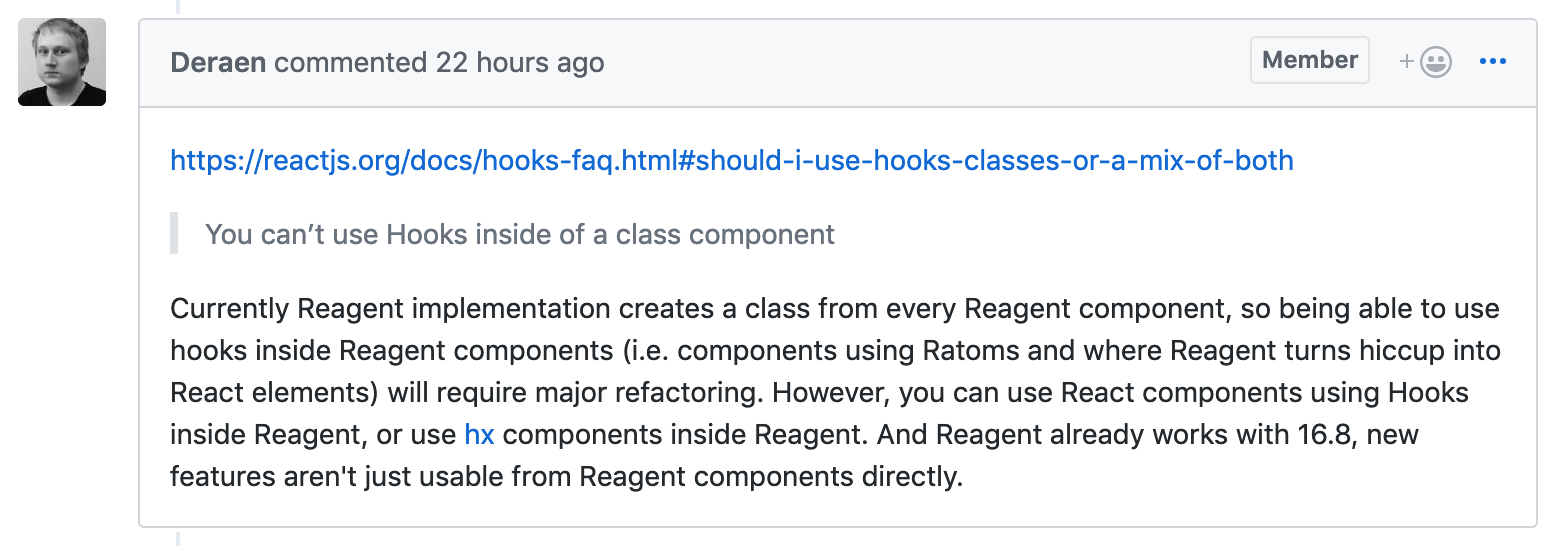 Deraen commented 22 hours ago
Member
+
https://reactjs.org/docs/hooks-faq.html#should-i-use-hooks-classes-or-a-mix-of-both
You can’t use Hooks inside of a class component
Currently Reagent implementation creates a class from every Reagent component, so being able to use
hooks inside Reagent components (i.e. components using Ratoms and where Reagent turns hiccup into
React elements) will require major refactoring. However, you can use React components using Hooks
inside Reagent, or use hx components inside Reagent. And Reagent already works with 16.8, new
features aren't just usable from Reagent components directly.